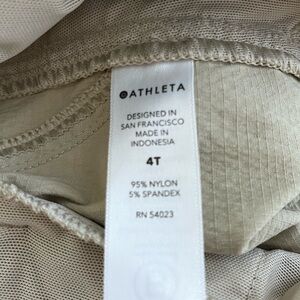 ATHLETA
DESIGNED IN
SAN FRANCISCO
MADE IN
INDONESIA
4T
95% NYLON
5% SPANDEX
RN 54023